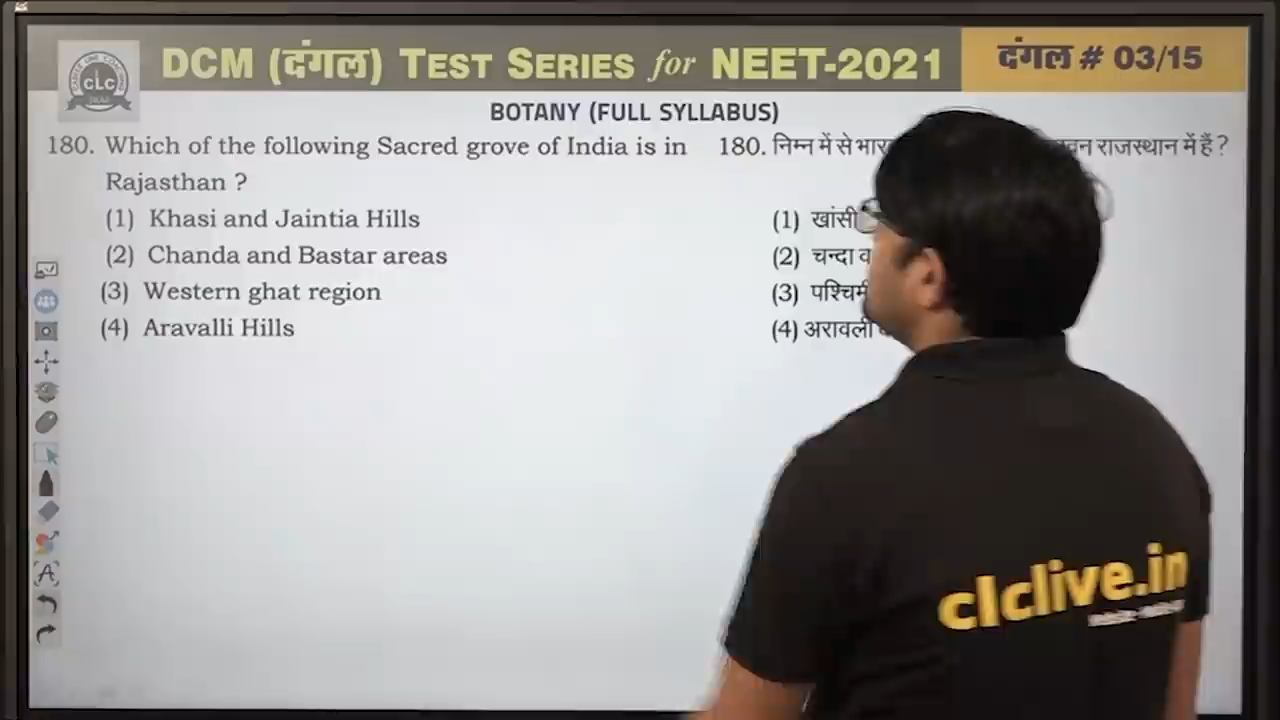 DCM (दंगल) TEST SERIES for NEET-2021
दंगल # 03/15
CLC
BOTANY (FULL SYLLABUS)
180. Which of the following Sacred grove of India is in
Rajasthan ?
(1) Khasi and Jaintia Hills
(2) Chanda and Bastar areas
(3) Western ghat region
(4) Aravalli Hills
180. निम्न में से राजस्थान में हैं ?
(1)
(2) चन्दा
(3)
(4) अरावली
clclive.in